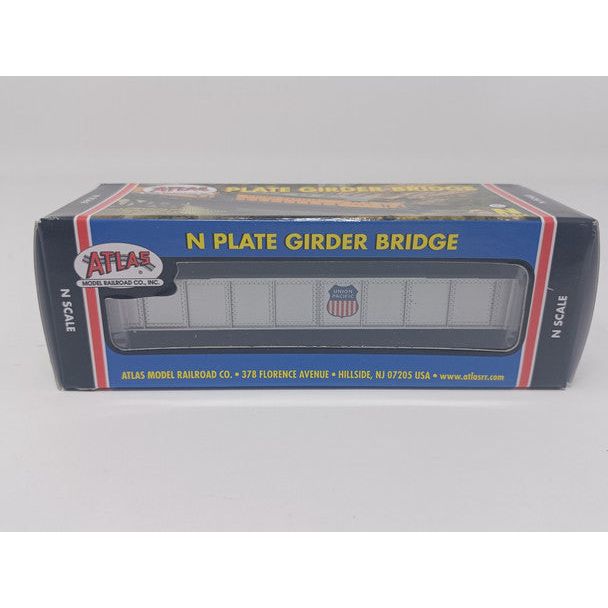 ATLAS PLATE GIRDER BRIDGE
N
N PLATE GIRDER BRIDGE
ATLAS
®
MODEL RAILROAD CO., INC.
UNION
PACIFIC
N SCALE
N SCALE
ATLAS MODEL RAILROAD CO. • 378 FLORENCE AVENUE • HILLSIDE, NJ 07205 USA • www.atlasrr.com